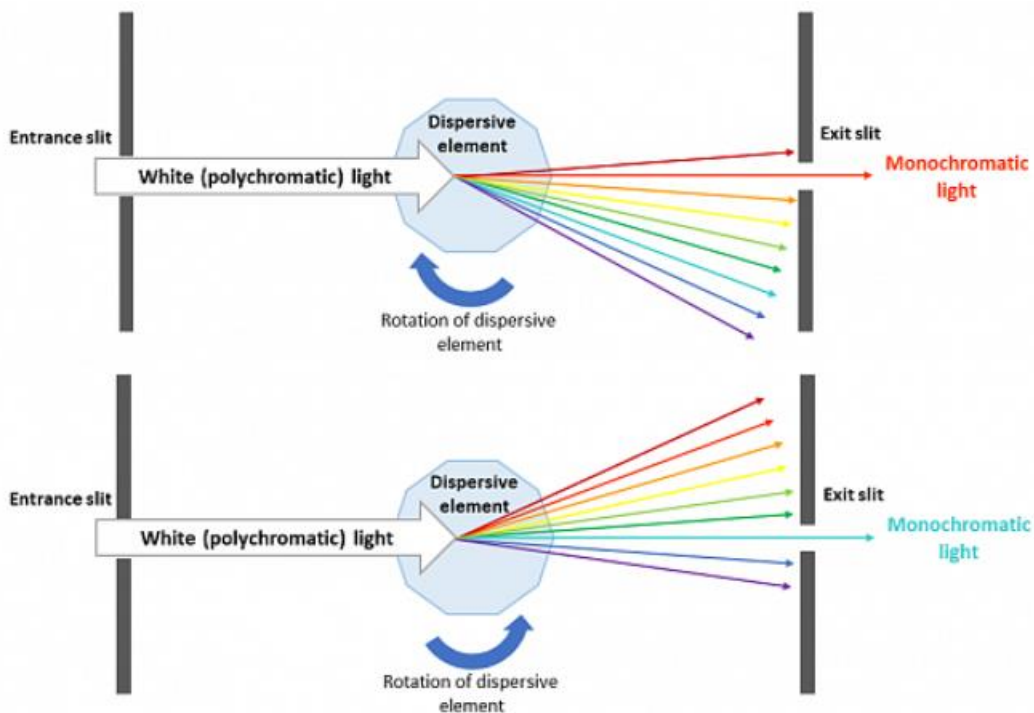 Entrance slit
White (polychromatic) light
Dispersive
element
Rotation of dispersive
element
Exit slit
Monochromatic
light
Entrance slit
White (polychromatic) light
Dispersive
element
Rotation of dispersive
element
Exit slit
Monochromatic
light